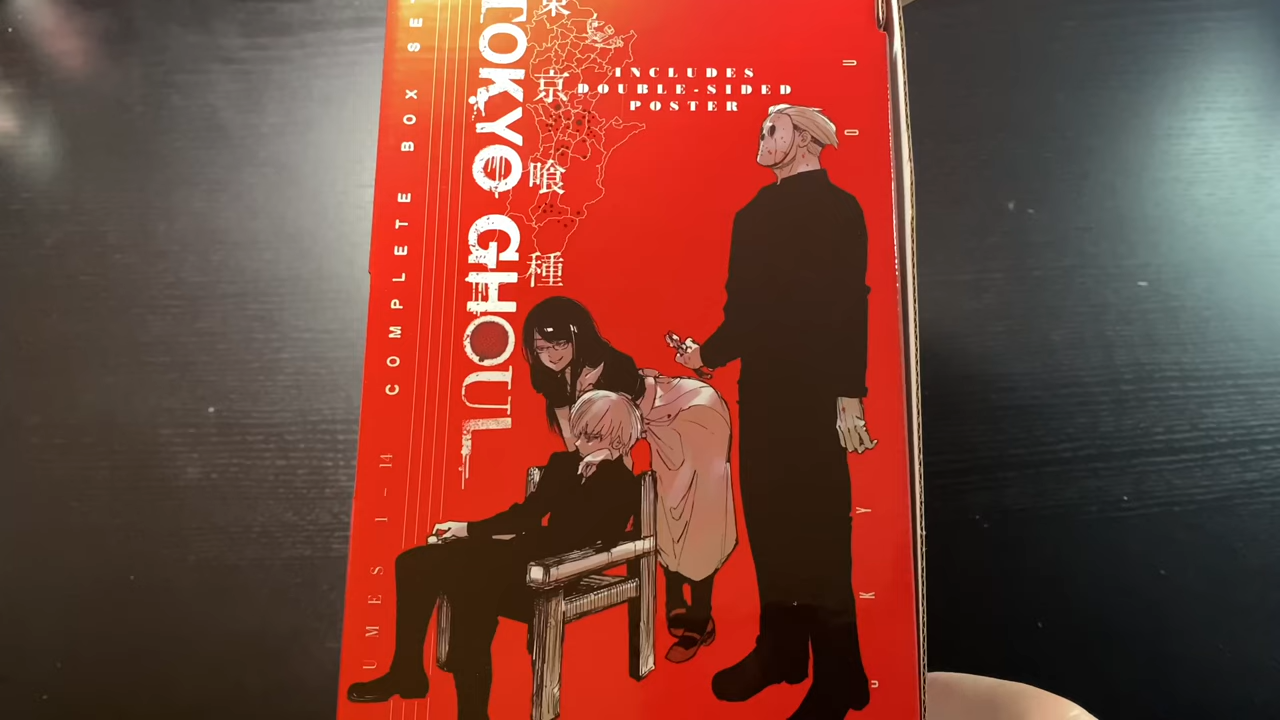 COMPLETE BOX SE
UMES 1-14
TOKYO GHOUL
東京喰種
INCLUDES
DOUBLE-SIDED
POSTER